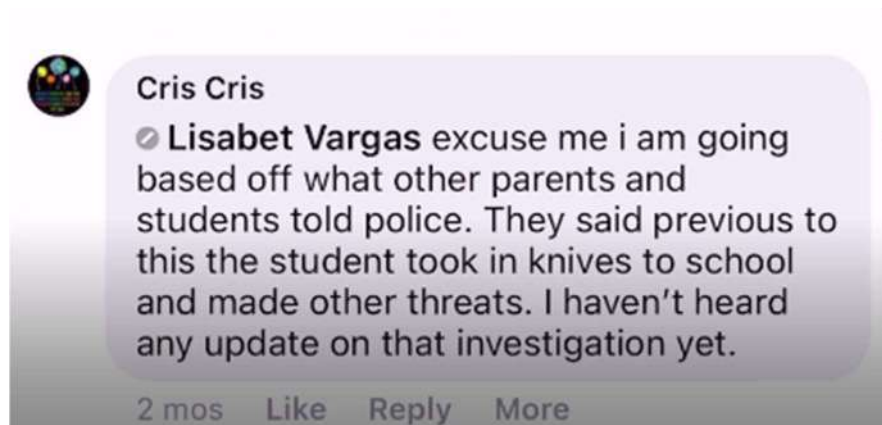 Cris Cris
Lisabet Vargas excuse me i am going
based off what other parents and
students told police. They said previous to
this the student took in knives to school
and made other threats. I haven't heard
any update on that investigation yet.
2 mos Like Reply More